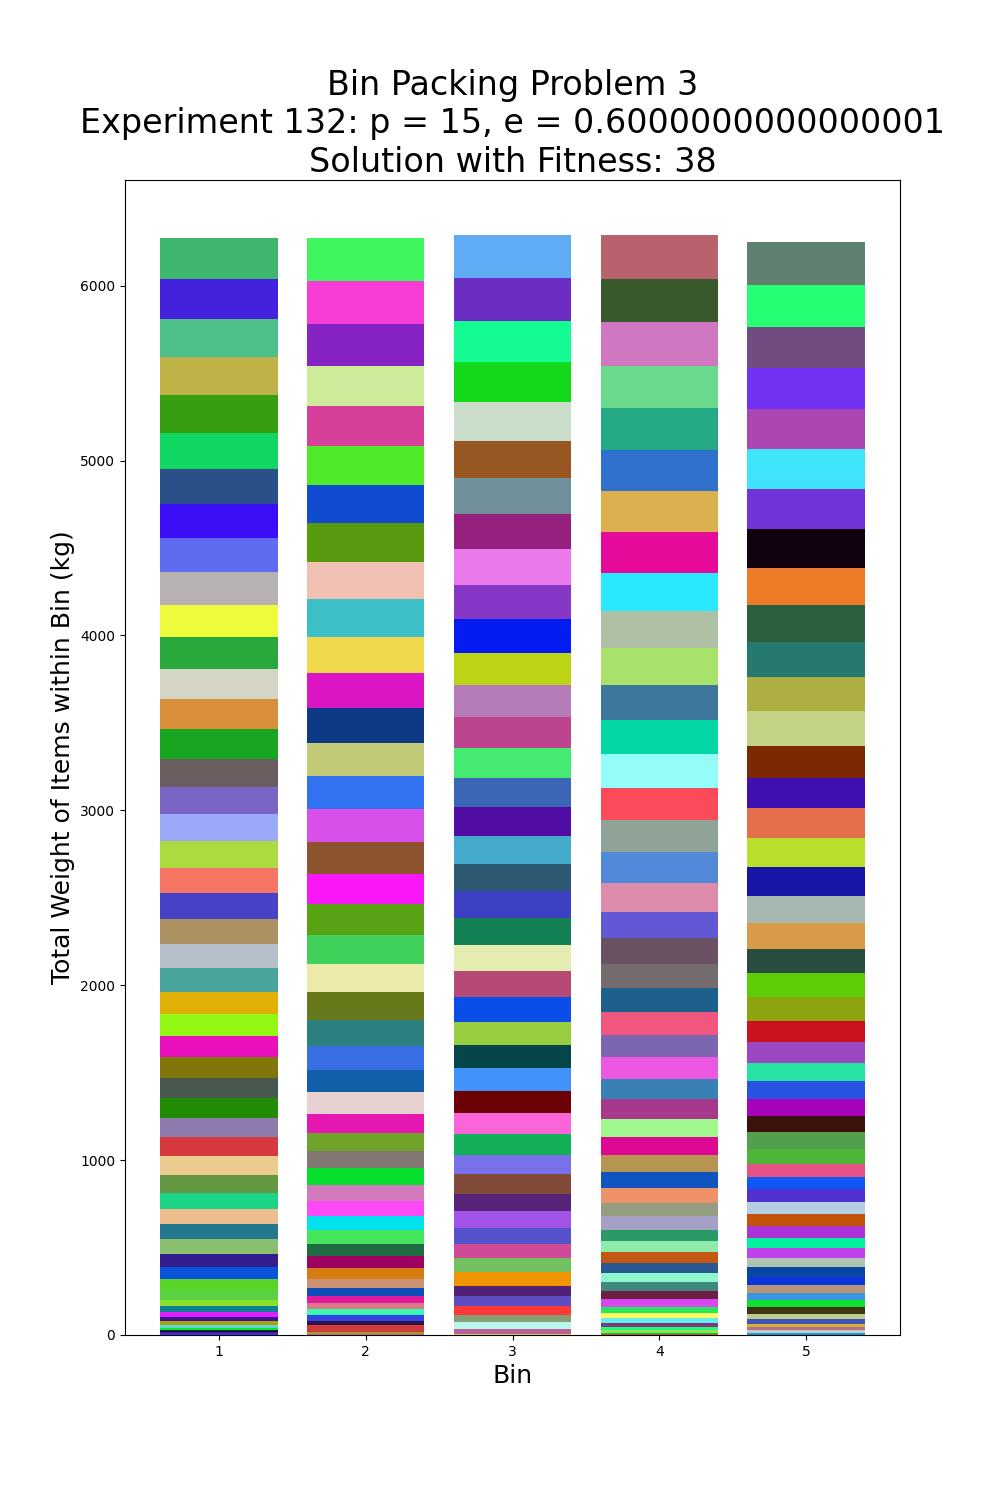 Bin Packing Problem 3
Experiment 132: p = 15, e = 0.6000000000000001
Solution with Fitness: 38
Total Weight of Items within Bin (kg)
6000
5000
4000
3000
2000
1000
0
1 2 3 4 5
Bin